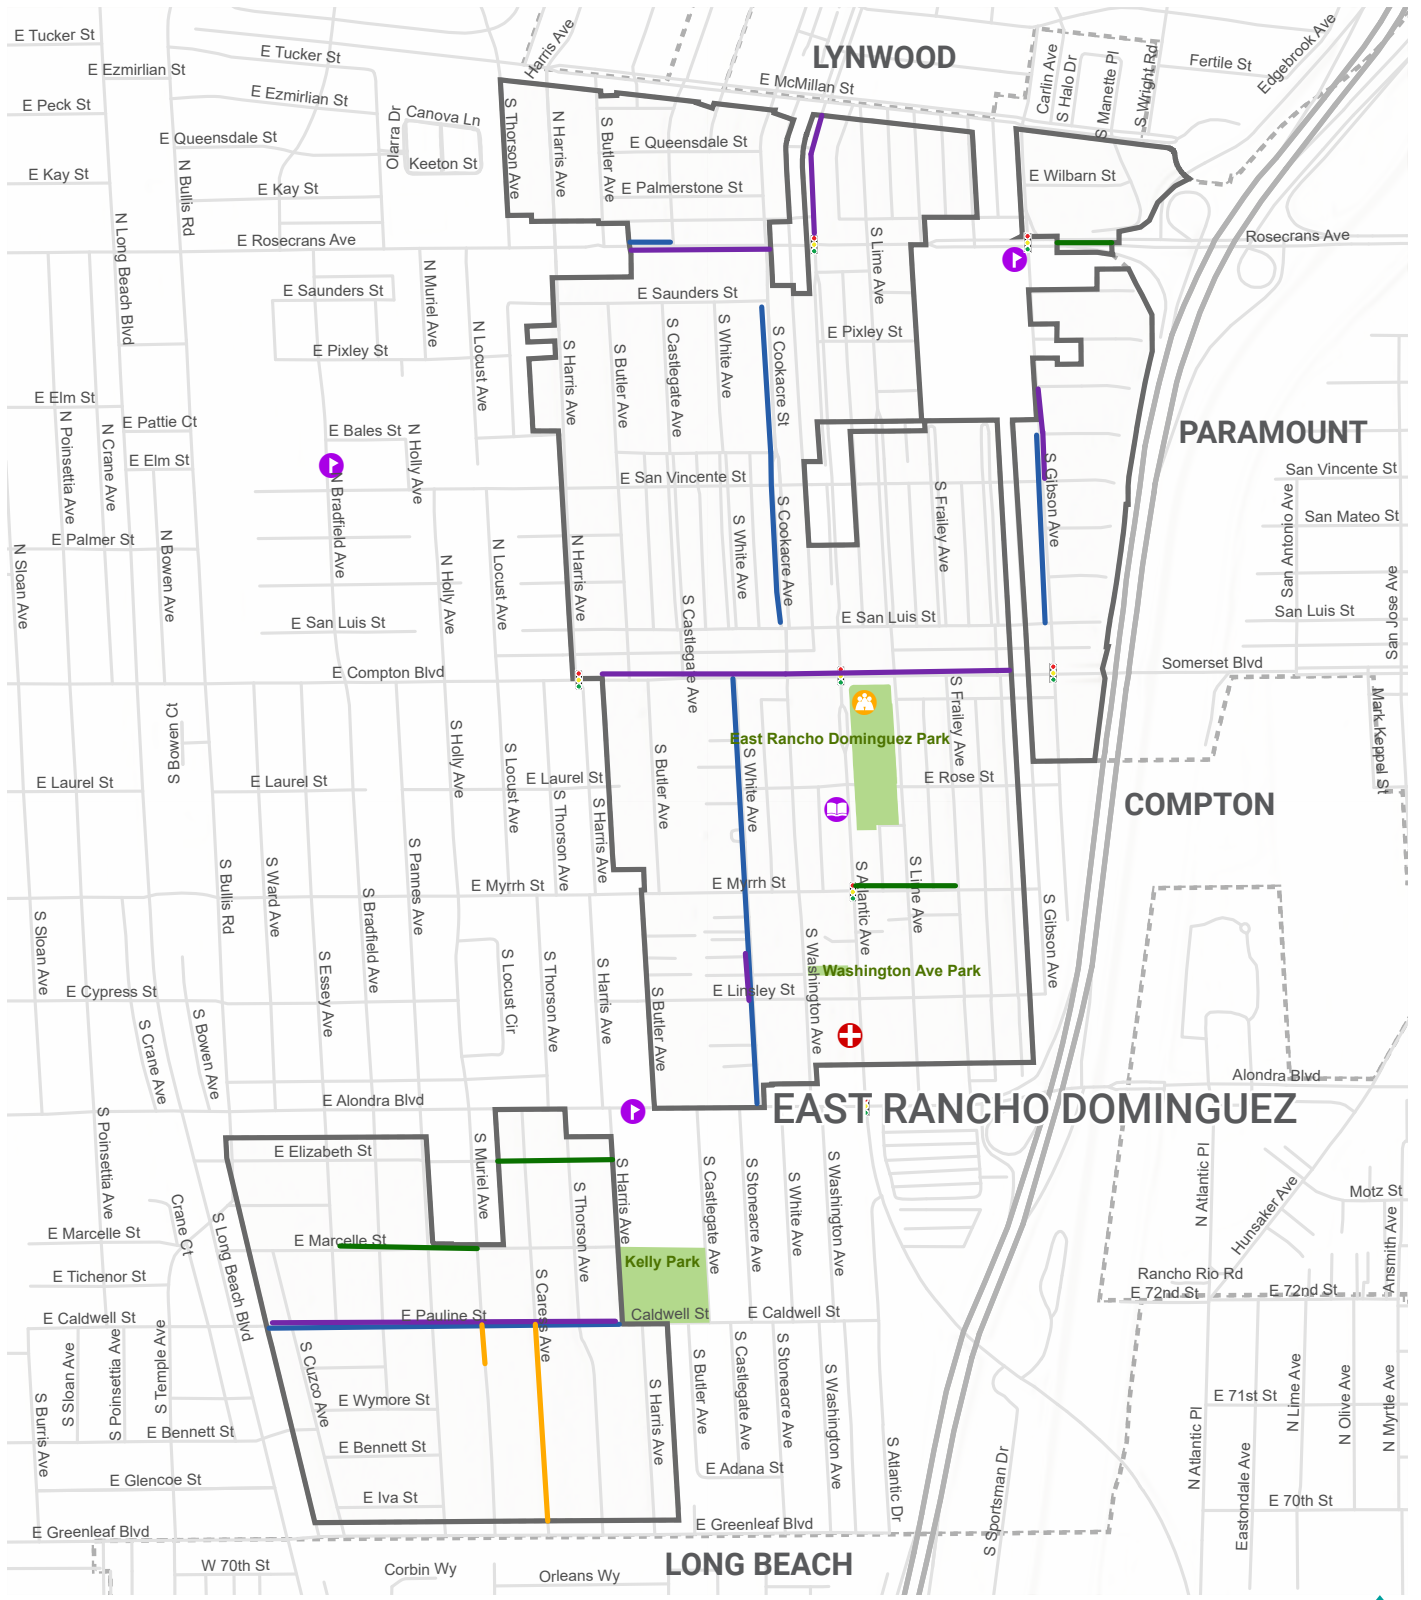 E Tucker St
E Tucker St
Harris Ave
LYNWOOD
E McMillan St
Carlin Ave
S Halo Dr
S Manette Pl
S Wright Rd
Fertile St
Edgebrook Ave
E Ezmirlian St
E Ezmirlian St
E Peck St
Olarra Dr
Canova Ln
Keeton St
S Thorson Ave
N Harris Ave
S Butler Ave
E Queensdale St
E Queensdale St
E Kay St
E Kay St
N Bullis Rd
E Palmerstone St
E Wilbarn St
N Long Beach Blvd
E Rosecrans Ave
Rosecrans Ave
S Lime Ave
N Muriel Ave
E Saunders St
E Saunders St
E Pixley St
E Pixley St
N Locust Ave
S Harris Ave
S Butler Ave
S Castlegate Ave
S White Ave
S Cookacre St
E Elm St
N Poinsettia Ave
N Crane Ave
E Pattie Ct
E Elm St
E Bales St
N Holly Ave
PARAMOUNT
E San Vincente St
San Vincente St
S Gibson Ave
N Bradfield Ave
S Frailey Ave
San Antonio Ave
San Mateo St
E Palmer St
N Sloan Ave
N Bowen Ave
N Holly Ave
N Locust Ave
N Harris Ave
S White Ave
S Cookacre Ave
S Castlegate Ave
E San Luis St
E San Luis St
San Luis St
San Jose Ave
E Compton Blvd
Somerset Blvd
S Bowen Ct
S Holly Ave
S Locust Ave
S Butler Ave
S White Ave
East Rancho Dominguez Park
S Frailey Ave
Mark Keppel St
E Laurel St
E Laurel St
E Laurel St
S Thorson Ave
S Harris Ave
E Rose St
COMPTON
S Bullis Rd
S Ward Ave
S Pannes Ave
S Bradfield Ave
E Myrrh St
E Myrrh St
S Atlantic Ave
S Lime Ave
S Gibson Ave
S Sloan Ave
S Essey Ave
S Locust Cir
S Thorson Ave
S Harris Ave
S Butler Ave
S Washington Ave
Washington Ave Park
E Cypress St
E Linsley St
S Crane Ave
S Bowen Ave
E Alondra Blvd
Alondra Blvd
EAST RANCHO DOMINGUEZ
S Poinsettia Ave
E Elizabeth St
S Muriel Ave
S Harris Ave
S Thorson Ave
S Castlegate Ave
S Stoneacre Ave
S White Ave
S Washington Ave
N Atlantic Pl
Hunsaker Ave
Motz St
Ansmith Ave
Crane Ct
S Long Beach Blvd
E Marcelle St
E Marcelle St
Kelly Park
E Tichenor St
S Caress Ave
Rancho Rio Rd
E 72nd St
E 72nd St
E Caldwell St
E Pauline St
Caldwell St
E Caldwell St
S Sloan Ave
S Poinsettia Ave
S Temple Ave
S Cuzco Ave
S Burris Ave
E Wymore St
S Harris Ave
S Butler Ave
S Castlegate Ave
S Stoneacre Ave
S Washington Ave
E 71st St
N Lime Ave
N Olive Ave
N Myrtle Ave
N Atlantic Pl
E Bennett St
E Bennett St
E Adana St
S Atlantic Dr
S Sportsman Dr
Eastondale Ave
E Glencoe St
E Iva St
E 70th St
E Greenleaf Blvd
E Greenleaf Blvd
W 70th St
Corbin Wy
Orleans Wy
LONG BEACH